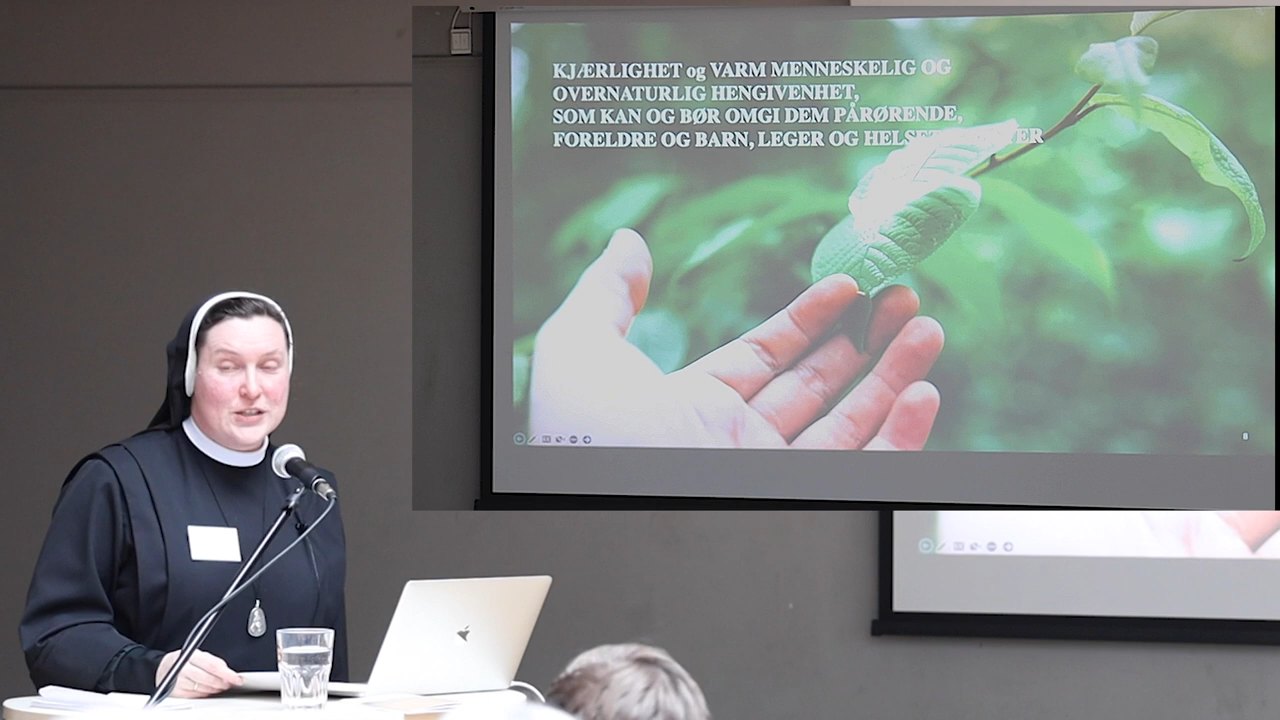 KJÆRLIGHET og VARM MENNESKELIG OG
OVERNATURLIG HENGIVENHET,
SOM KAN OG BØR OMGI DEM PÅRØRENDE,
FORELDRE OG BARN, LEGER OG
8